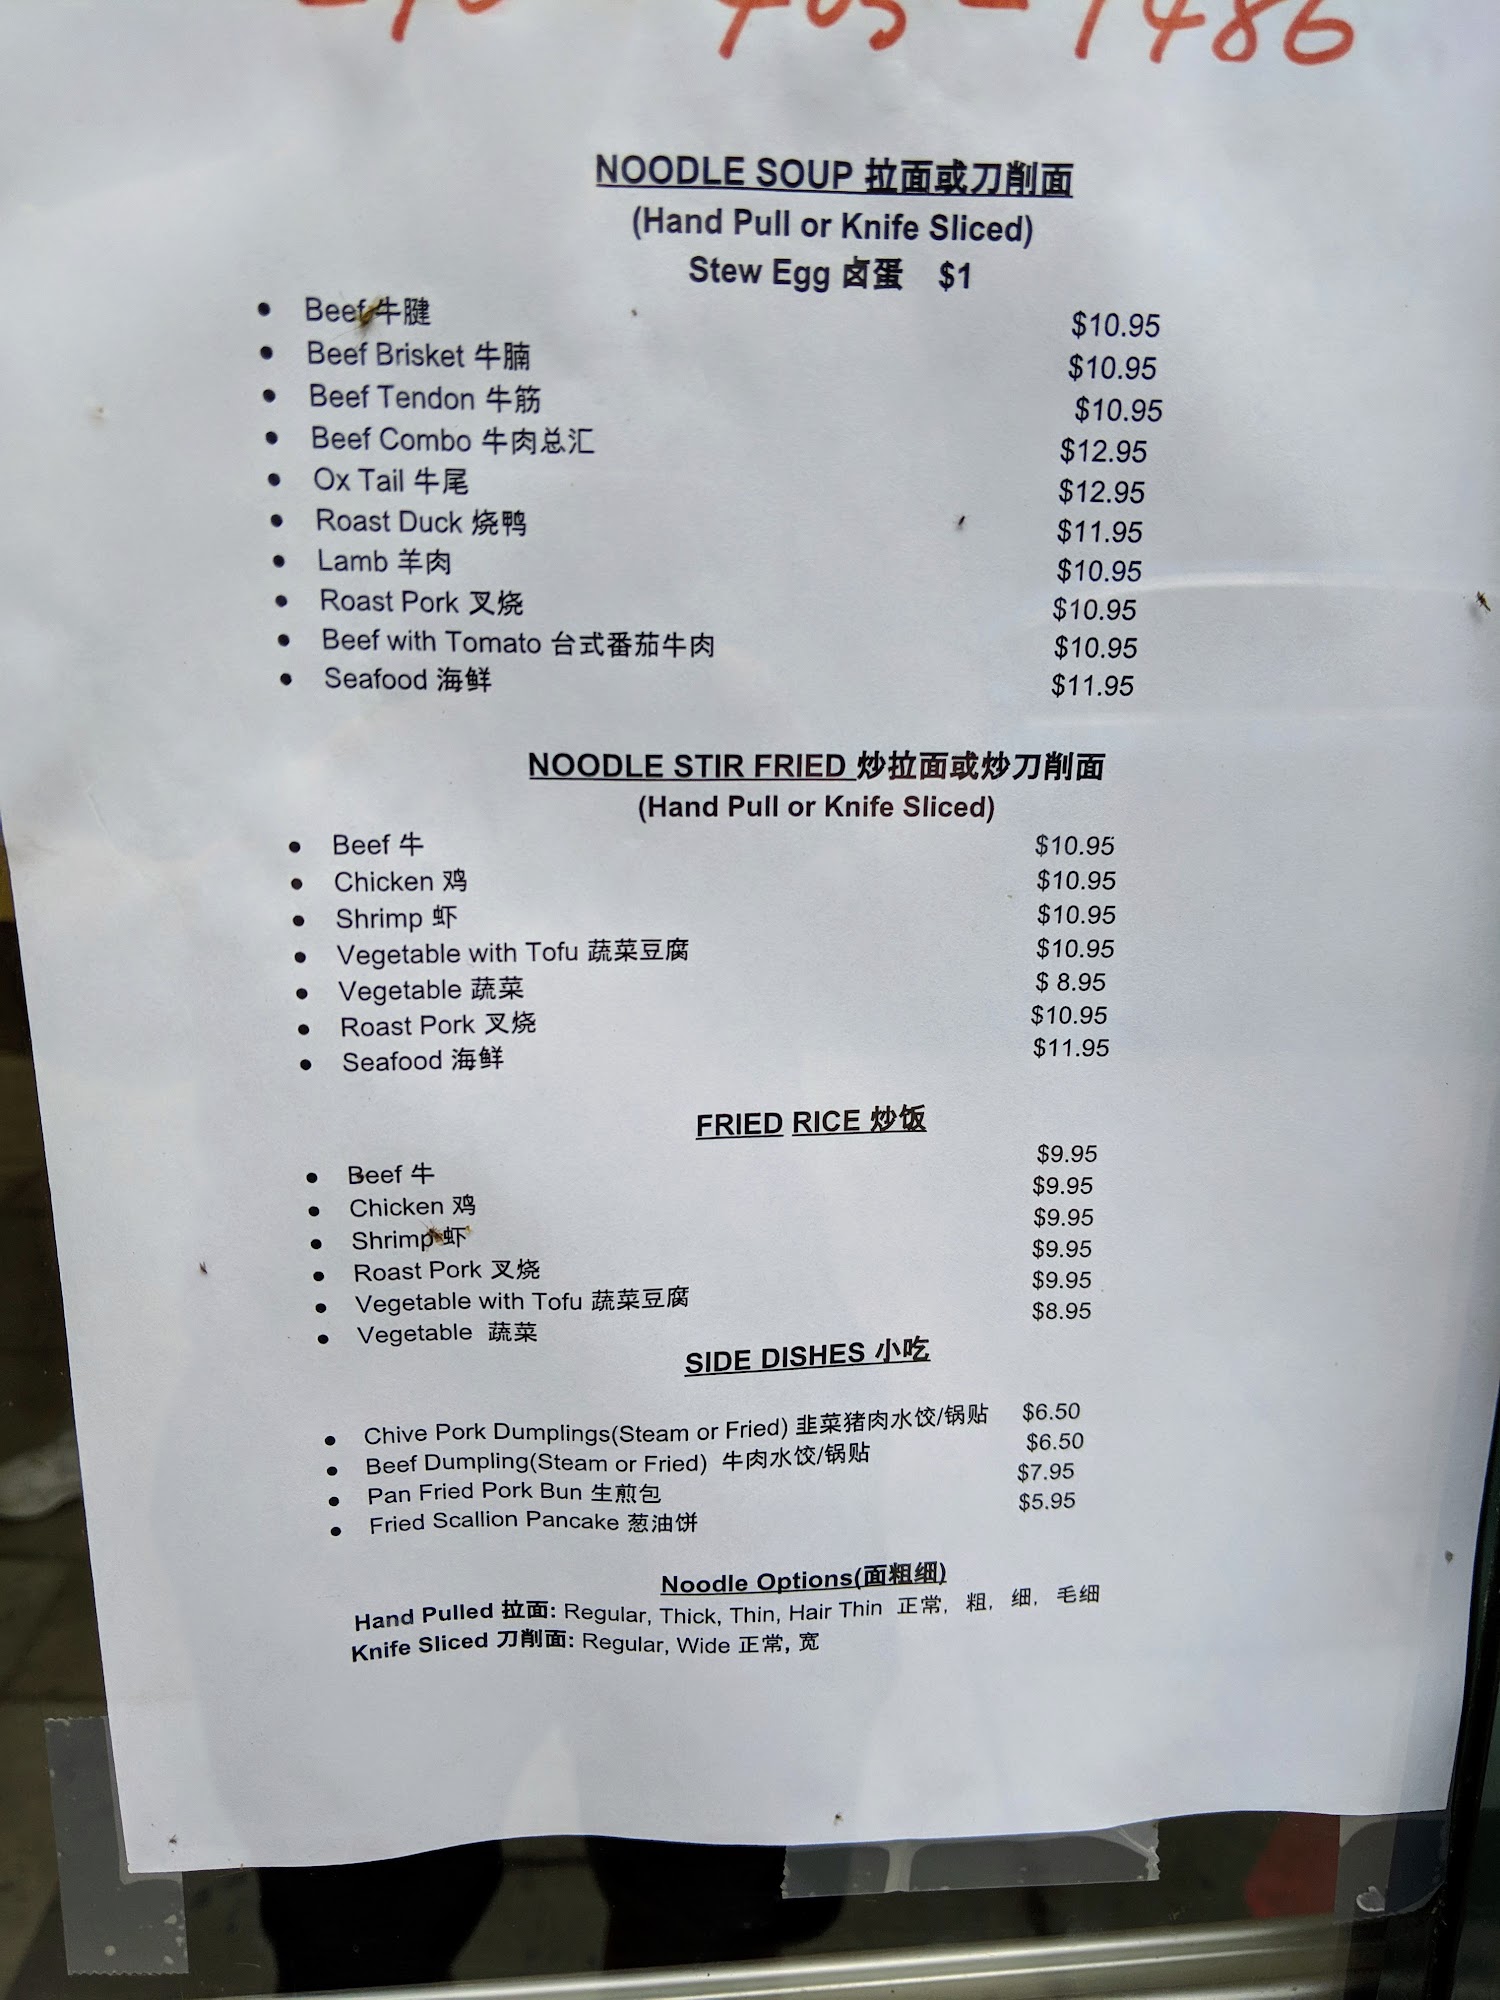 405-7486
NOODLE SOUP 拉面或刀削面
(Hand Pull or Knife Sliced)
Stew Egg 卤蛋 $1
• Beef 牛腱 $10.95
• Beef Brisket 牛腩 $10.95
• Beef Tendon 牛筋 $10.95
• Beef Combo 牛肉总汇 $12.95
• Ox Tail 牛尾 $12.95
• Roast Duck 烧鸭 $11.95
• Lamb 羊肉 $10.95
• Roast Pork 叉烧 $10.95
• Beef with Tomato 台式番茄牛肉 $10.95
• Seafood 海鲜 $11.95
NOODLE STIR FRIED 炒拉面或炒刀削面
(Hand Pull or Knife Sliced)
• Beef 牛 $10.95
• Chicken 鸡 $10.95
• Shrimp 虾 $10.95
• Vegetable with Tofu 蔬菜豆腐 $10.95
• Vegetable 蔬菜 $ 8.95
• Roast Pork 叉烧 $10.95
• Seafood 海鲜 $11.95
FRIED RICE 炒饭
• Beef 牛 $9.95
• Chicken 鸡 $9.95
• Shrimp 虾 $9.95
• Roast Pork 叉烧 $9.95
• Vegetable with Tofu 蔬菜豆腐 $9.95
• Vegetable 蔬菜 $8.95
SIDE DISHES 小吃
• Chive Pork Dumplings(Steam or Fried) 韭菜猪肉水饺/锅贴 $6.50
• Beef Dumpling(Steam or Fried) 牛肉水饺/锅贴 $6.50
• Pan Fried Pork Bun 生煎包 $7.95
• Fried Scallion Pancake 葱油饼 $5.95
Noodle Options(面粗细)
Hand Pulled 拉面: Regular, Thick, Thin, Hair Thin 正常, 粗, 细, 毛细
Knife Sliced 刀削面: Regular, Wide 正常, 宽